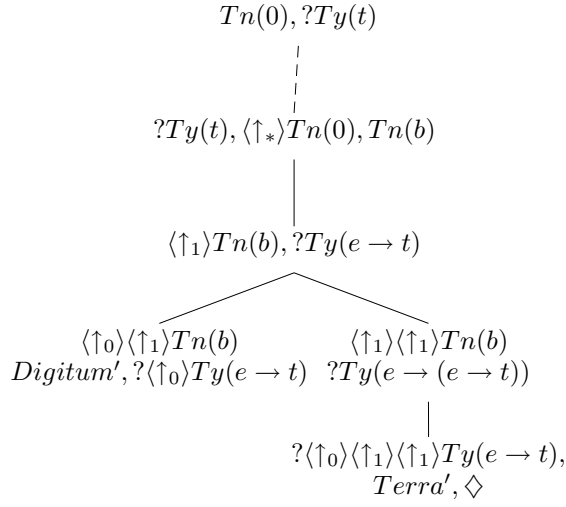 Tn(0), ?Ty(t)
?Ty(t), ⟨↑∗⟩Tn(0), Tn(b)
⟨↑₁⟩Tn(b), ?Ty(e → t)
⟨↑₀⟩⟨↑₁⟩Tn(b)
Digitum′, ?⟨↑₀⟩Ty(e → t)
⟨↑₁⟩⟨↑₁⟩Tn(b)
?Ty(e → (e → t))
?⟨↑₀⟩⟨↑₁⟩⟨↑₁⟩Ty(e → t),
Terra′, ♢